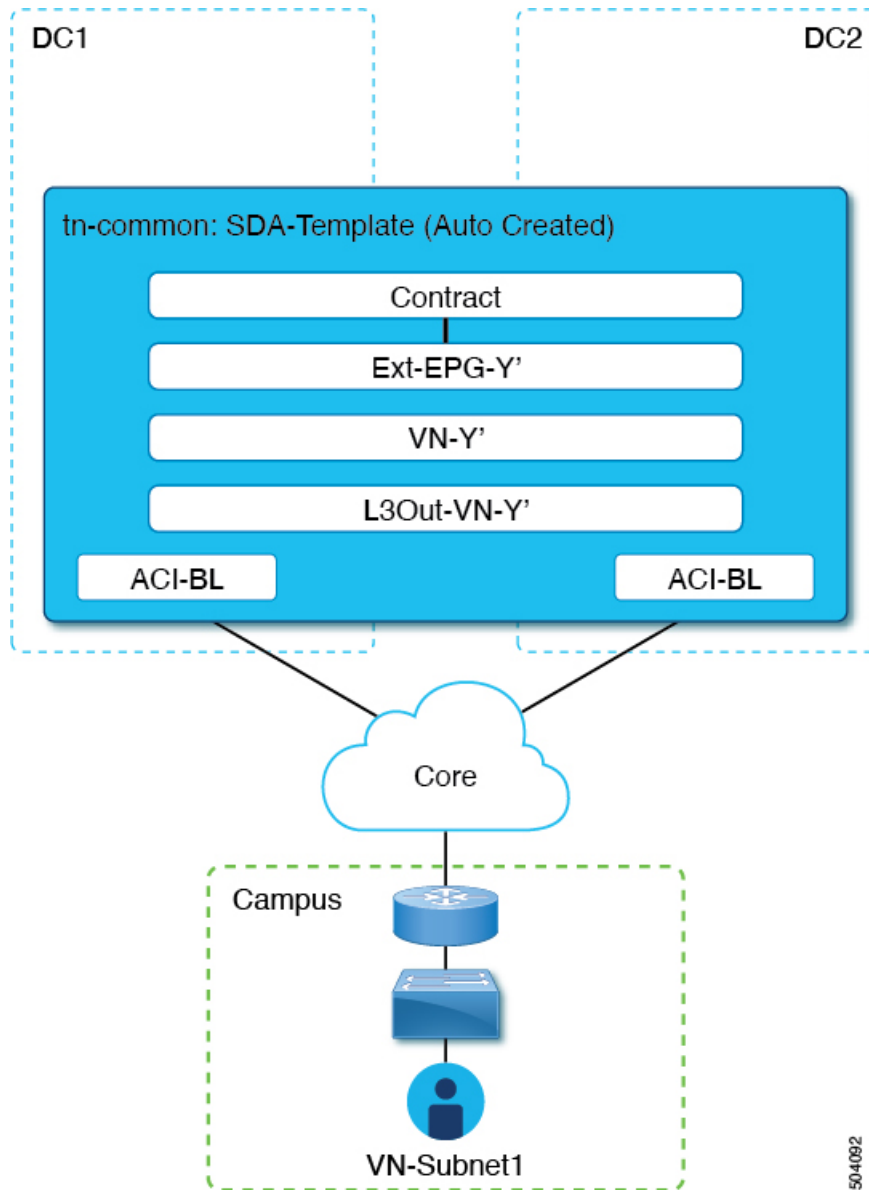 DC1
DC2
tn-common: SDA-Template (Auto Created)
Contract
Ext-EPG-Y'
VN-Y'
L3Out-VN-Y'
ACI-BL
ACI-BL
Core
Campus
VN-Subnet1
504092